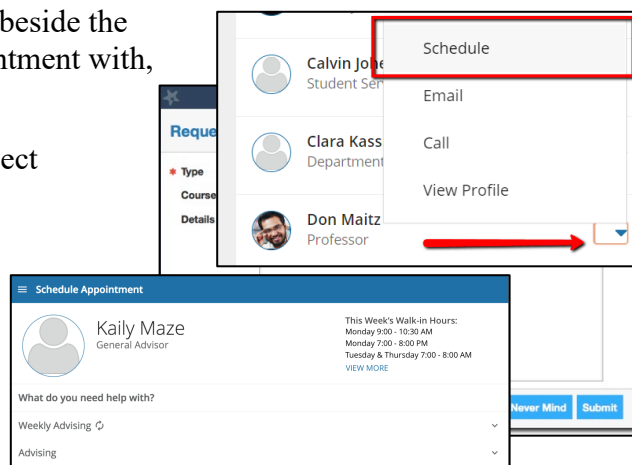 beside the
ntment with,
ect
Schedule
Email
Call
View Profile
Calvin Johe
Student Ser
Clara Kass
Department
Don Maitz
Professor
Reque
* Type
Course
Details
Never Mind Submit
Schedule Appointment
Kaily Maze
General Advisor
This Week's Walk-in Hours:
Monday 9:00 - 10:30 AM
Monday 7:00 - 8:00 PM
Tuesday & Thursday 7:00 - 8:00 AM
VIEW MORE
What do you need help with?
Weekly Advising
Advising